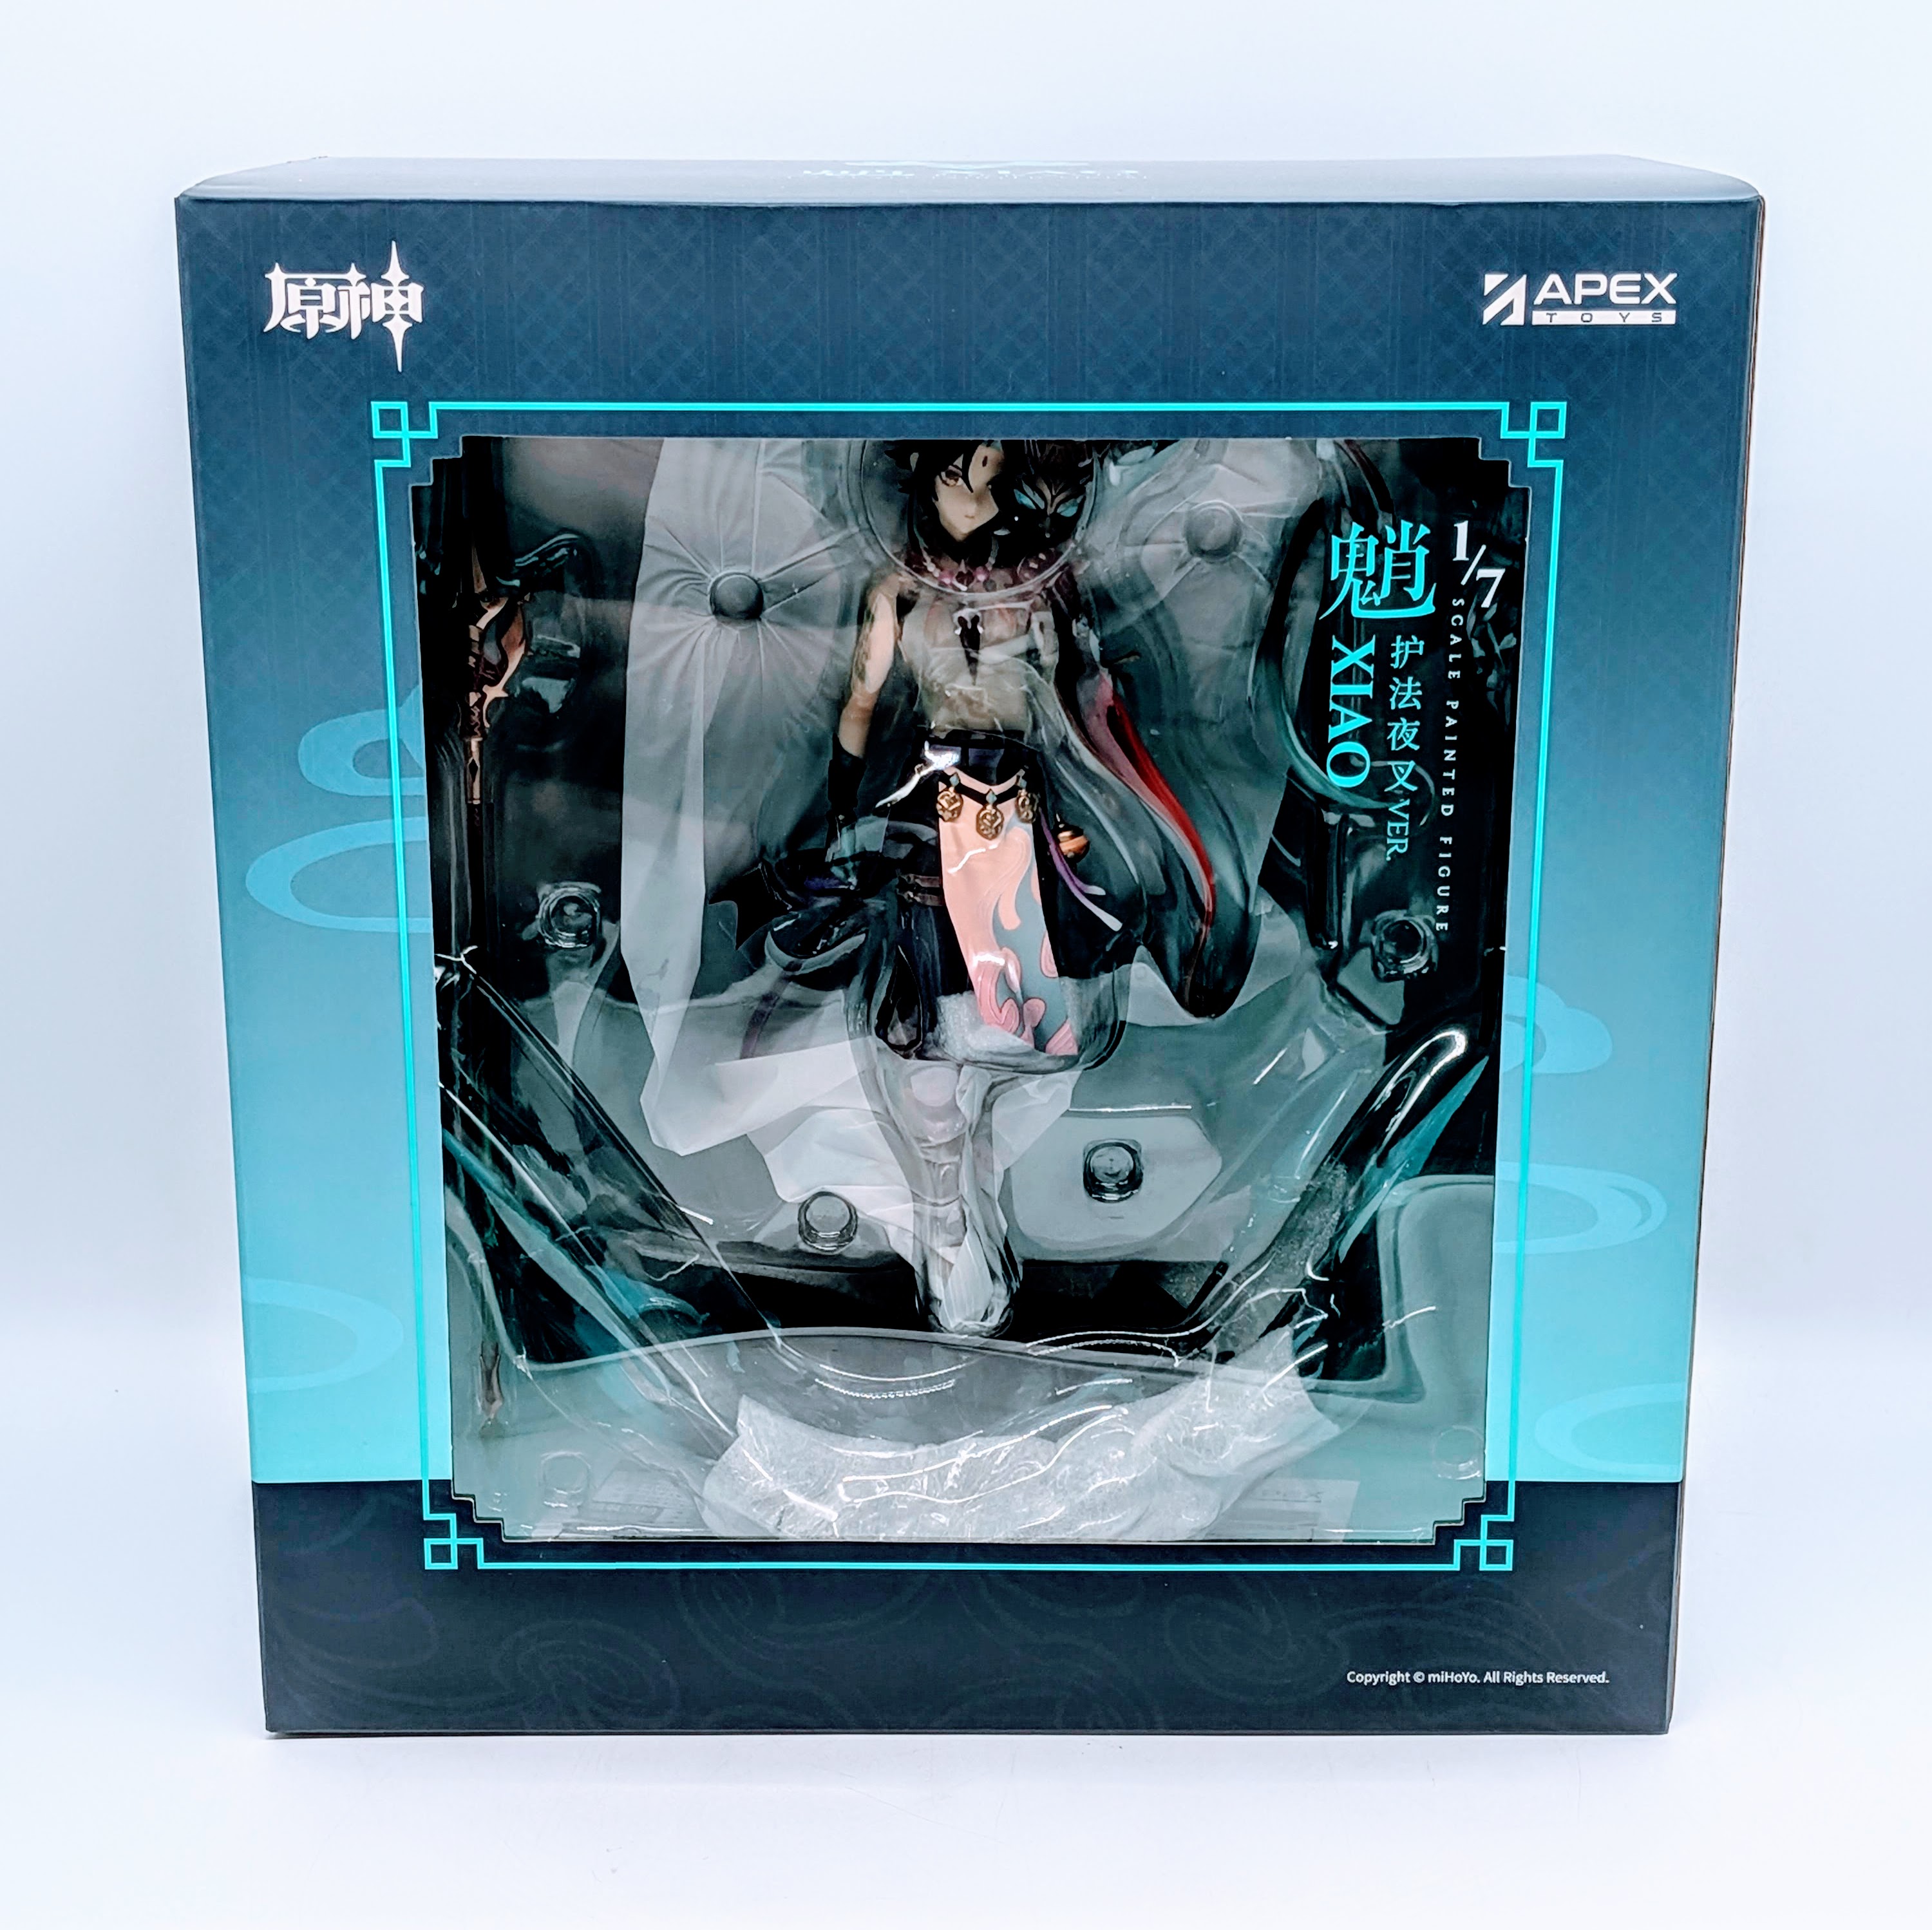 原神
APEX
TOYS
1/7
SCALE PAINTED FIGURE
魈
XIAO
护法夜叉VER.
Copyright © miHoYo. All Rights Reserved.